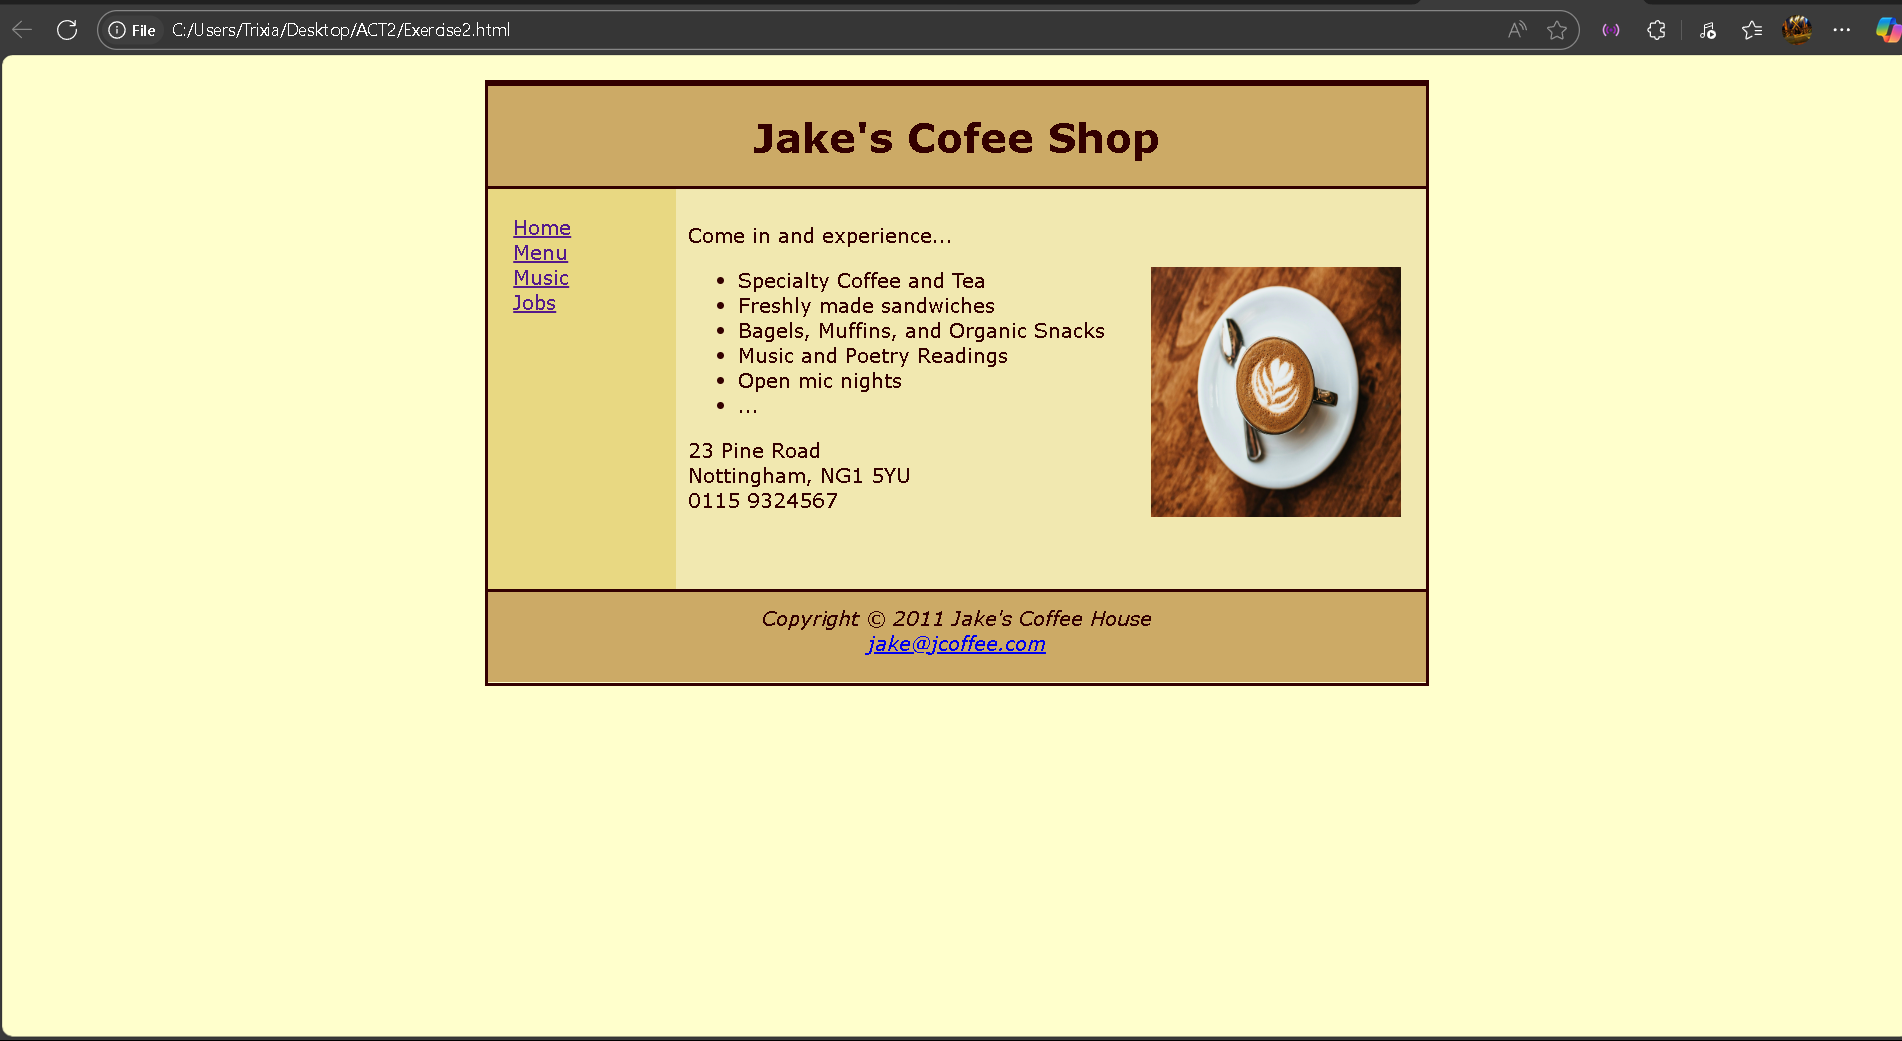 File C:/Users/Trixia/Desktop/ACT2/Exercise2.html
Jake's Cofee Shop
Home
Menu
Music
Jobs
Come in and experience...
Specialty Coffee and Tea
Freshly made sandwiches
Bagels, Muffins, and Organic Snacks
Music and Poetry Readings
Open mic nights
...
23 Pine Road
Nottingham, NG1 5YU
0115 9324567
Copyright © 2011 Jake's Coffee House
jake@jcoffee.com